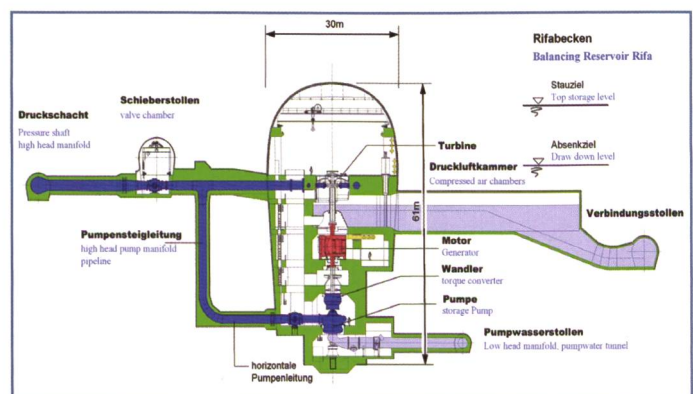 30m
Rifabecken
Balancing Reservoir Rifa
Stauziel
Top storage level
Schieberstollen
valve chamber
Druckschacht
Pressure shaft
high head manifold
Turbine
Absenkziel
Draw down level
Druckluftkammer
Compressed air chambers
61m
Verbindungsstollen
Pumpensteigleitung
high head pump manifold
pipeline
Motor
Generator
Wandler
torque converter
Pumpe
storage Pump
Pumpwasserstollen
Low head manifold, pumpwater tunnel
horizontale
Pumpenleitung